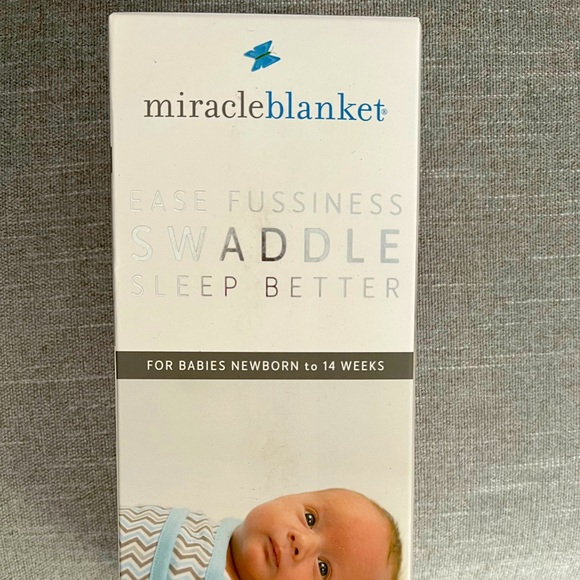 miracleblanket®
EASE FUSSINESS
SWADDLE
SLEEP BETTER
FOR BABIES NEWBORN to 14 WEEKS